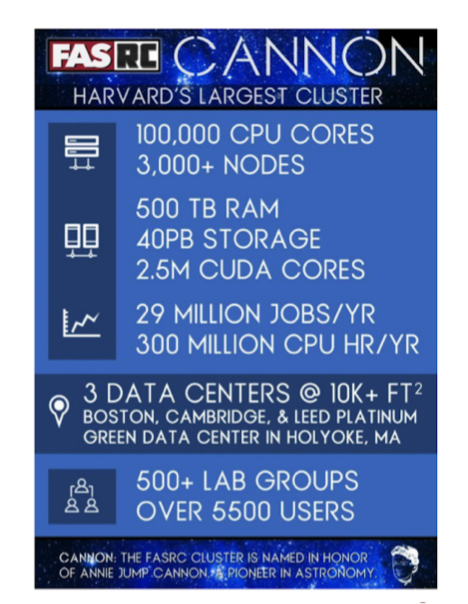 FASRC CANNON
HARVARD'S LARGEST CLUSTER
100,000 CPU CORES
3,000+ NODES
500 TB RAM
40PB STORAGE
2.5M CUDA CORES
29 MILLION JOBS/YR
300 MILLION CPU HR/YR
3 DATA CENTERS @ 10K+ FT²
BOSTON, CAMBRIDGE, & LEED PLATINUM
GREEN DATA CENTER IN HOLYOKE, MA
500+ LAB GROUPS
OVER 5500 USERS
CANNON: THE FASRC CLUSTER IS NAMED IN HONOR
OF ANNIE JUMP CANNON, A PIONEER IN ASTRONOMY.